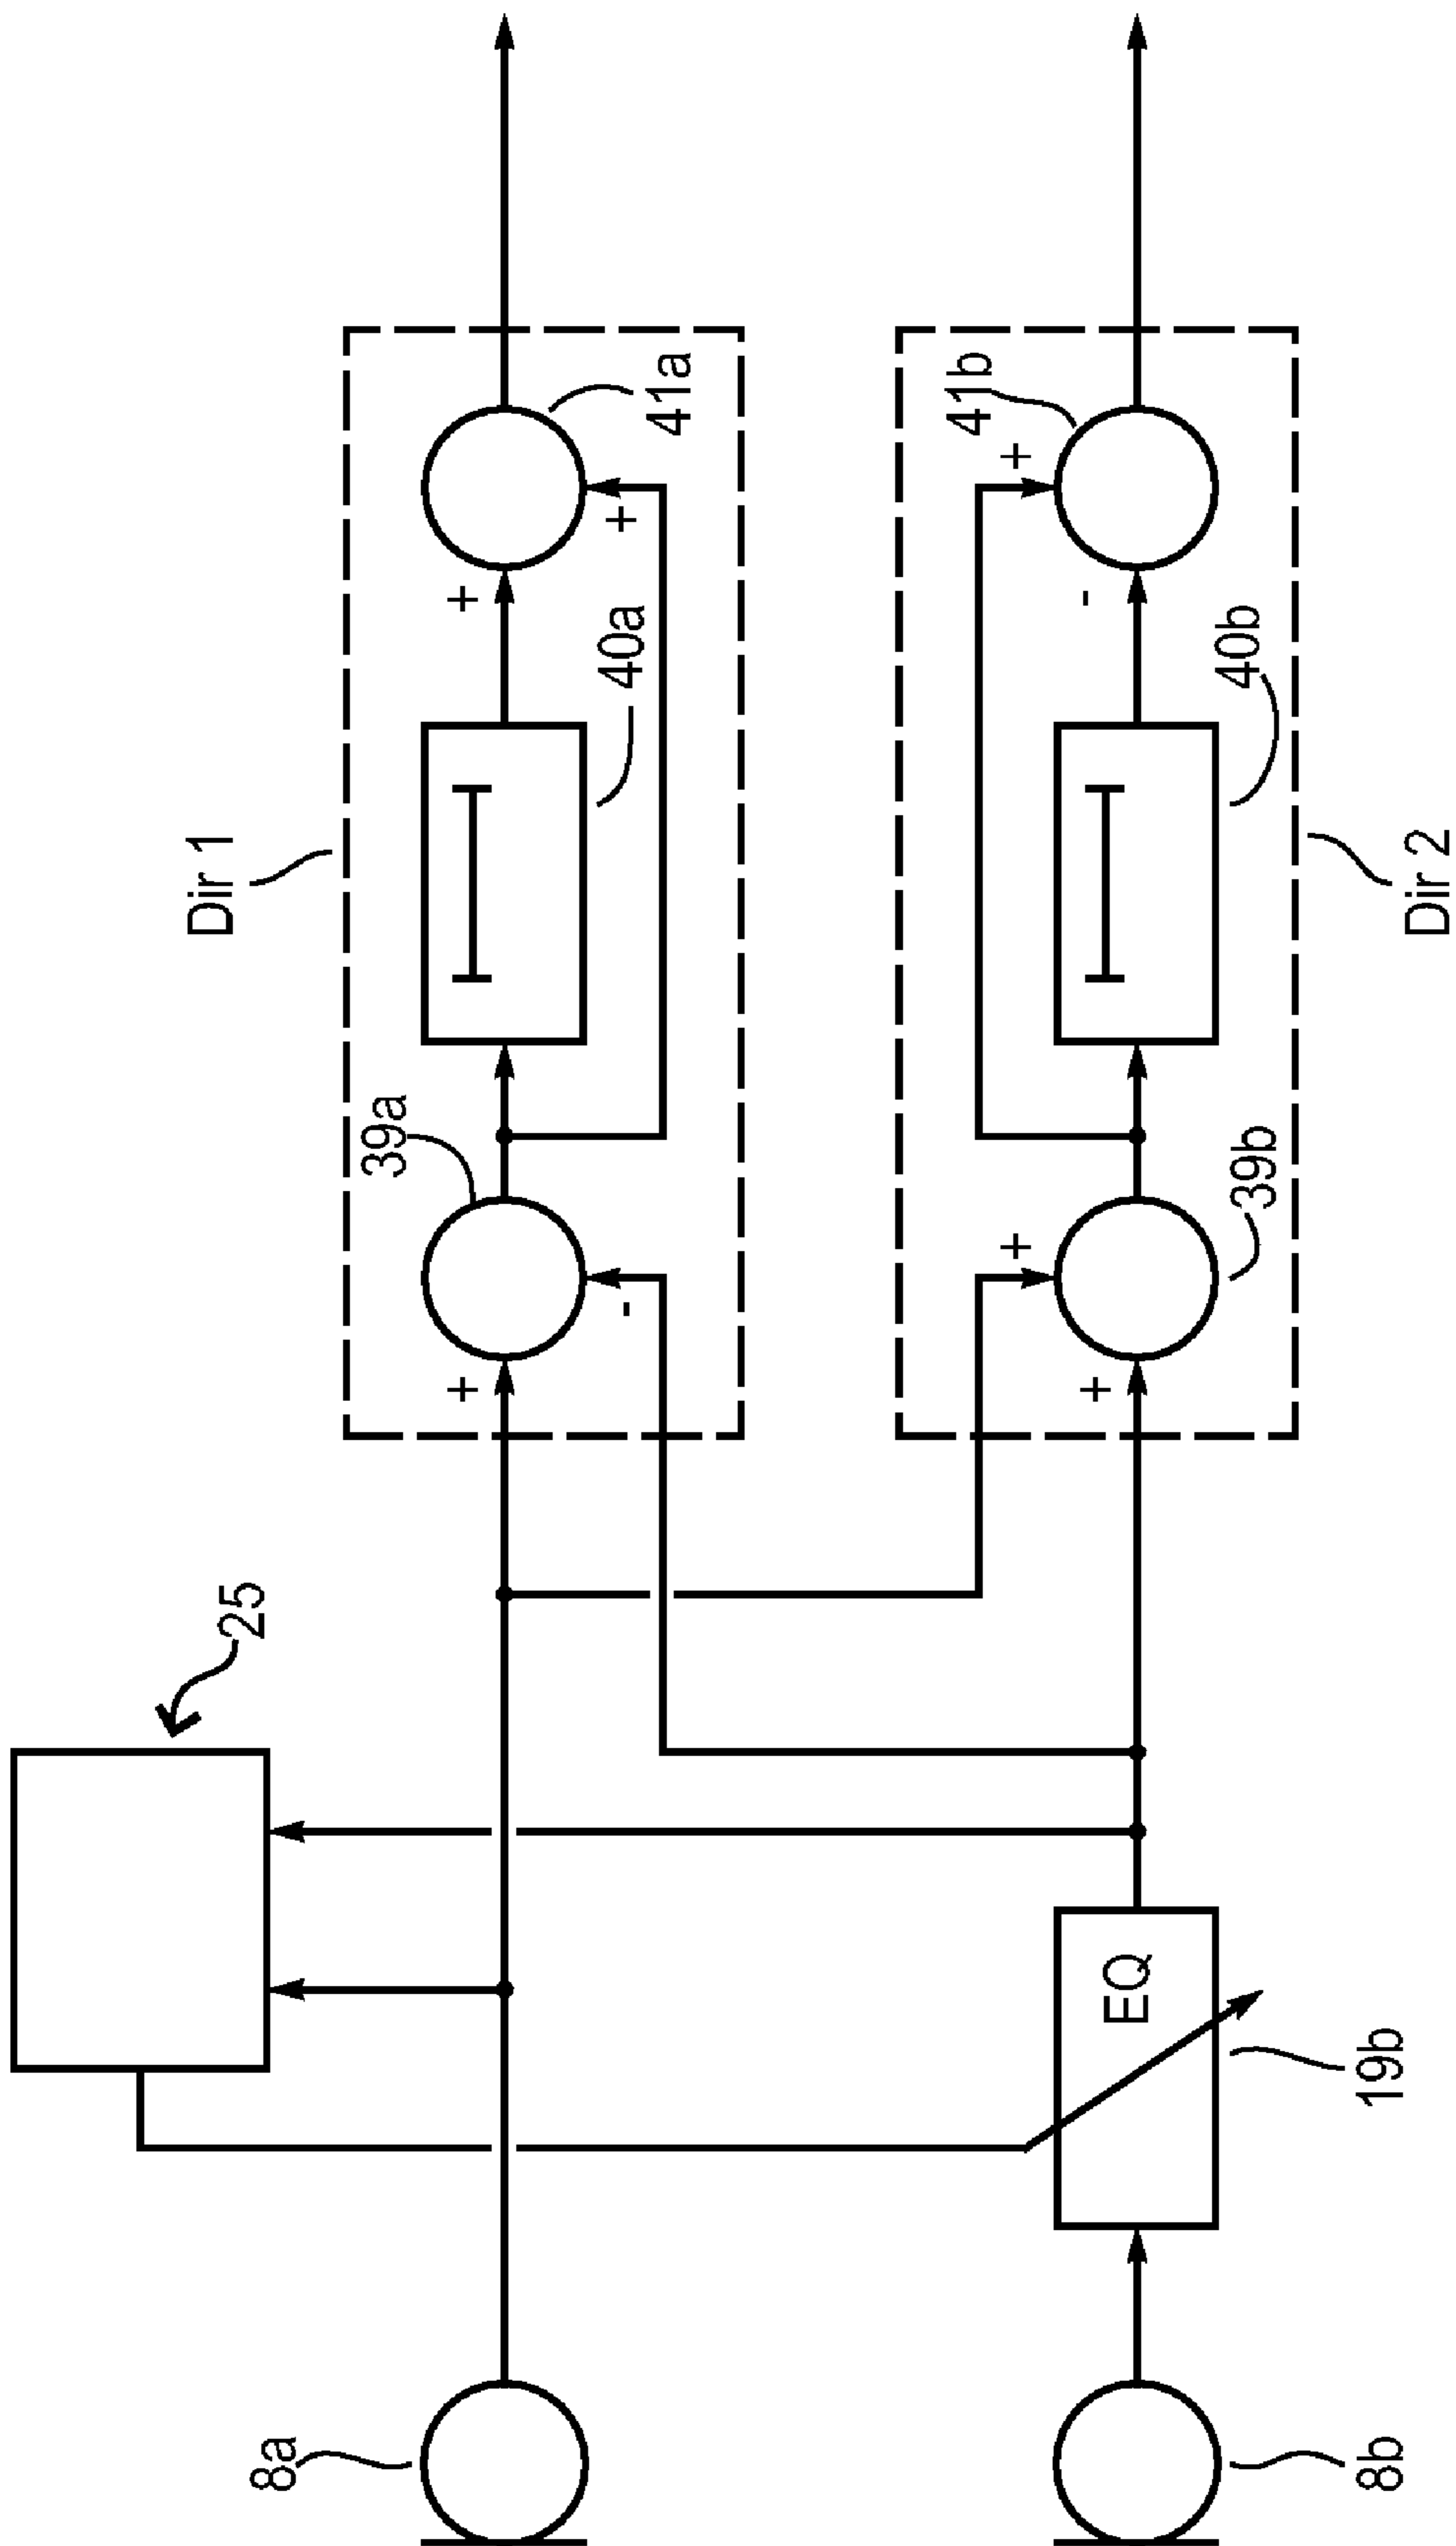 25
Dir 1
39a
40a
41a
+
-
+
+
8a
+
+
-
+
41b
40b
39b
EQ
19b
8b
Dir 2